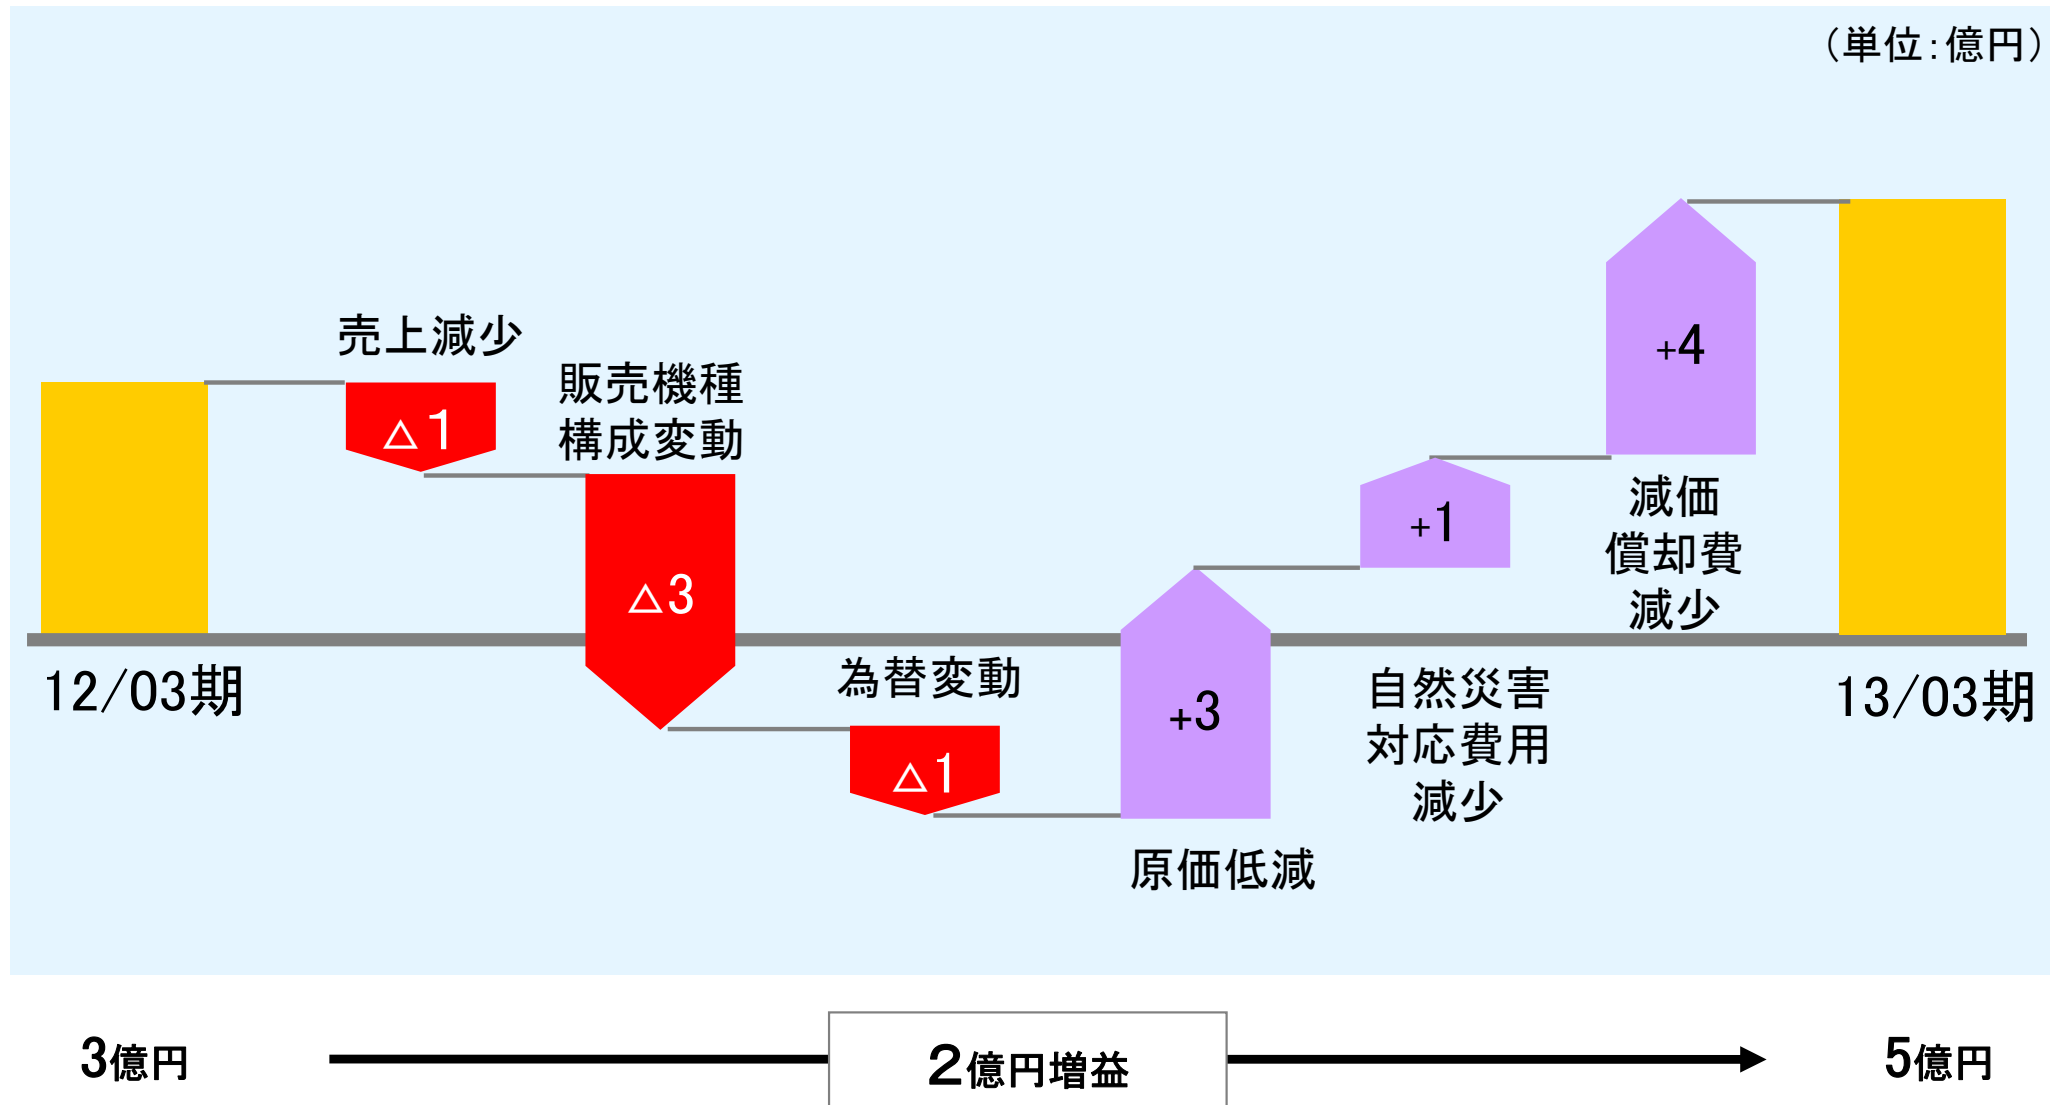 （単位：億円）
売上減少
△1
販売機種
構成変動
△3
為替変動
△1
+3
原価低減
+1
自然災害
対応費用
減少
+4
減価
償却費
減少
12/03期
13/03期
3億円
2億円増益
5億円